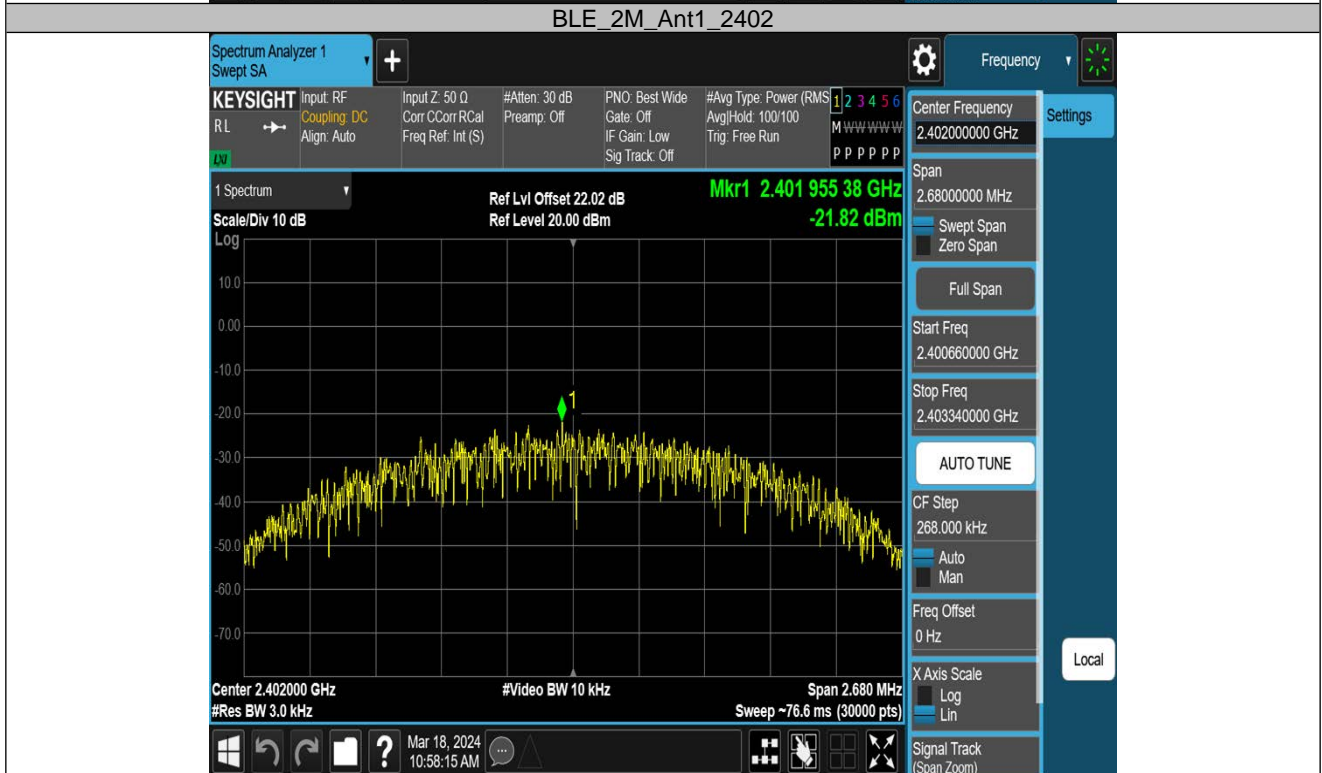 BLE_2M_Ant1_2402
Spectrum Analyzer 1
Swept SA
+
Frequency
KEYSIGHT
RL
LXI
Input: RF
Coupling: DC
Align: Auto
Input Z: 50 Ω
Corr CCorr RCal
Freq Ref: Int (S)
#Atten: 30 dB
Preamp: Off
PNO: Best Wide
Gate: Off
IF Gain: Low
Sig Track: Off
#Avg Type: Power (RMS
Avg|Hold: 100/100
Trig: Free Run
1 2 3 4 5 6
M W W W W W
P P P P P P
1 Spectrum
Scale/Div 10 dB
Log
Ref Lvl Offset 22.02 dB
Ref Level 20.00 dBm
Mkr1 2.401 955 38 GHz
-21.82 dBm
10.0
0.00
-10.0
-20.0
-30.0
-40.0
-50.0
-60.0
-70.0
1
Center 2.402000 GHz
#Res BW 3.0 kHz
#Video BW 10 kHz
Span 2.680 MHz
Sweep ~76.6 ms (30000 pts)
?
Mar 18, 2024
10:58:15 AM
Center Frequency
2.402000000 GHz
Span
2.68000000 MHz
Swept Span
Zero Span
Full Span
Start Freq
2.400660000 GHz
Stop Freq
2.403340000 GHz
AUTO TUNE
CF Step
268.000 kHz
Auto
Man
Freq Offset
0 Hz
X Axis Scale
Log
Lin
Signal Track
(Span Zoom)
Settings
Local